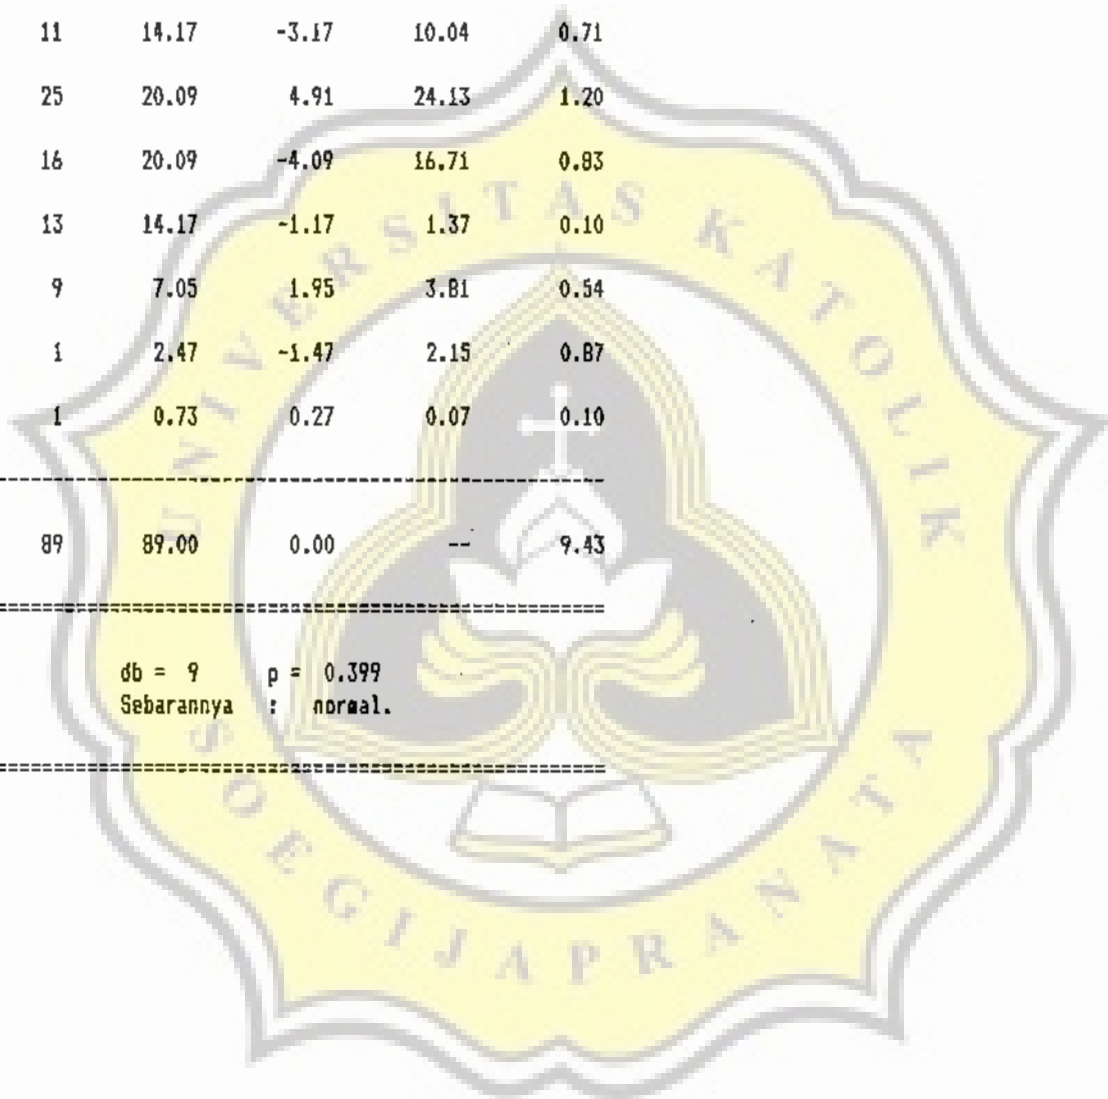 11 14.17 -3.17 10.04 0.71
25 20.09 4.91 24.13 1.20
16 20.09 -4.09 16.71 0.83
13 14.17 -1.17 1.37 0.10
9 7.05 1.95 3.81 0.54
1 2.47 -1.47 2.15 0.87
1 0.73 0.27 0.07 0.10
89 89.00 0.00 -- 9.43
db = 9 p = 0.399
Sebarannya : normal.
UNIVERSITAS KATOLIK
SOEGIJAPRANATA